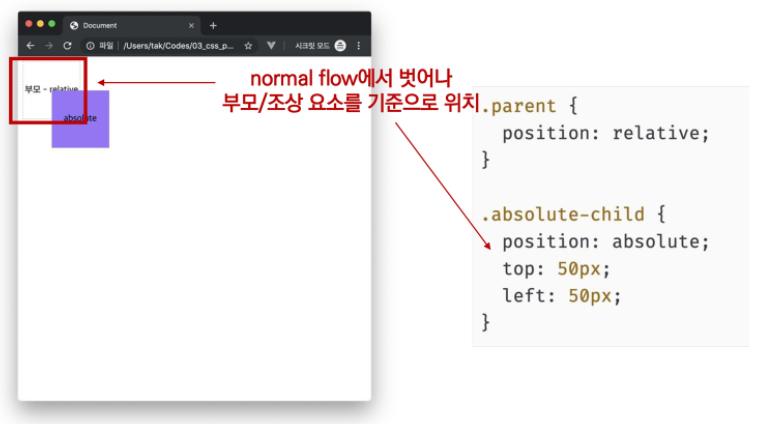 Document
파일 | /Users/tak/Codes/03_css_p...
시크릿 모드
normal flow에서 벗어나
부모/조상 요소를 기준으로 위치
부모 - relative
absolute
.parent {
position: relative;
}
.absolute-child {
position: absolute;
top: 50px;
left: 50px;
}